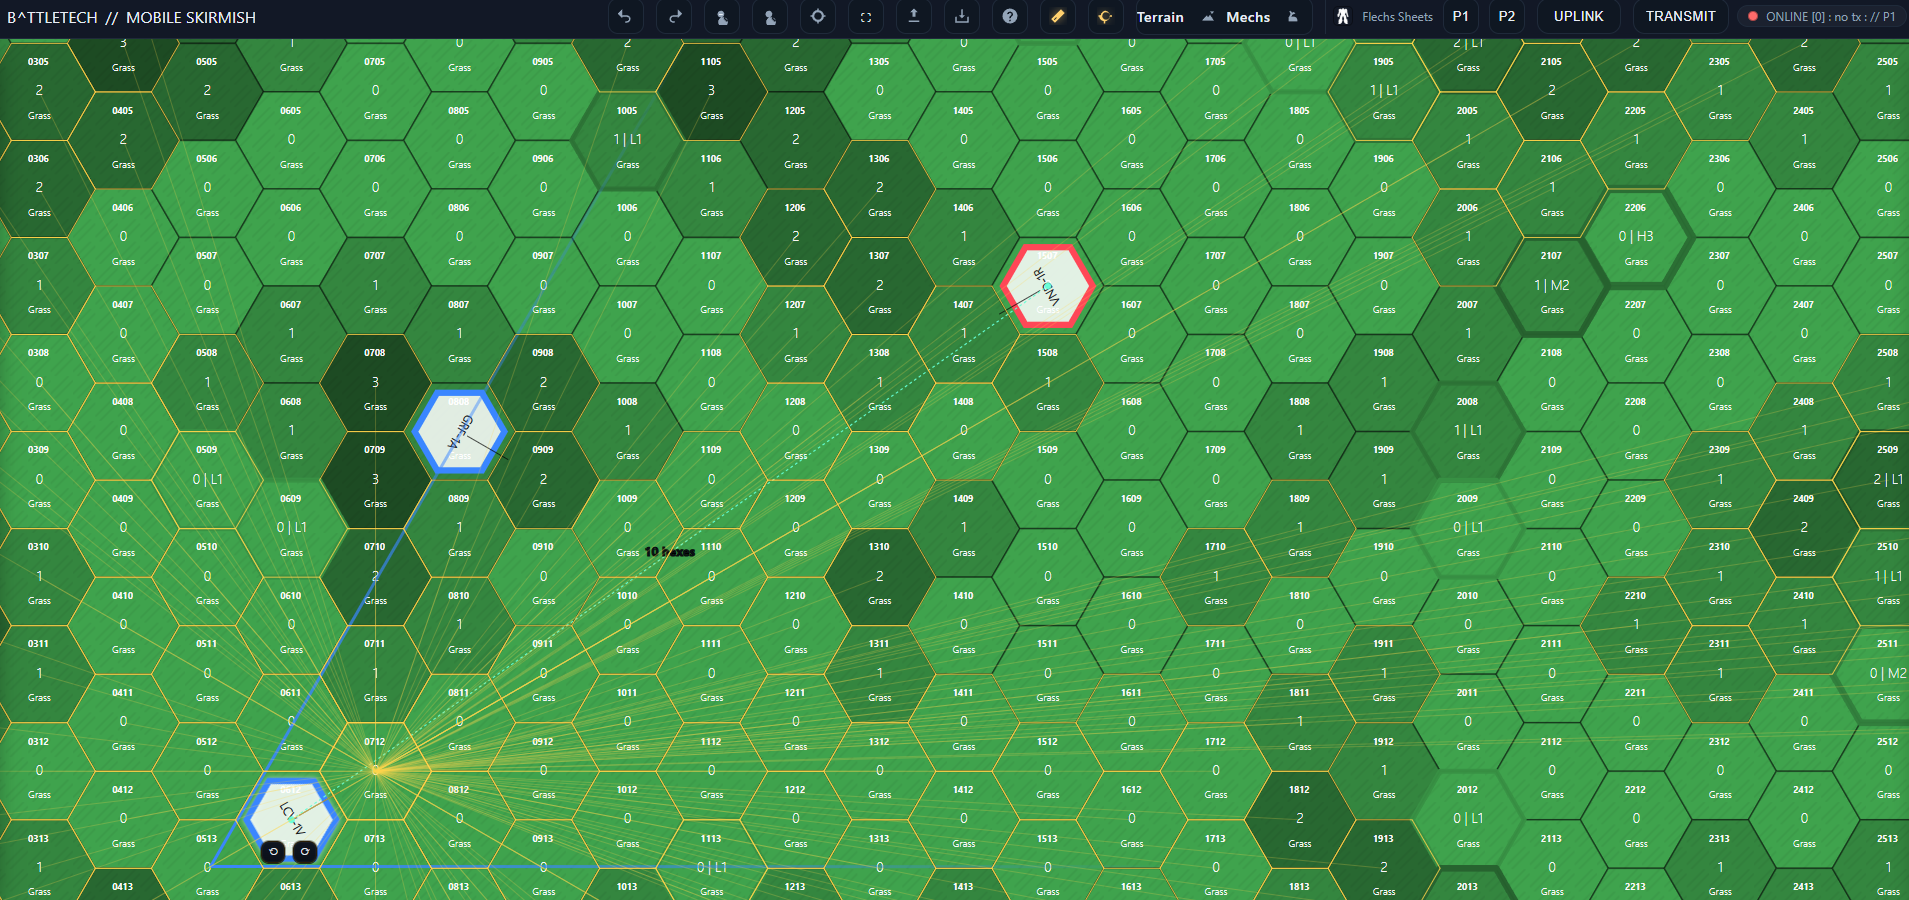 B^TTLETECH // MOBILE SKIRMISH
Terrain Mechs Flechs Sheets P1 P2 UPLINK TRANSMIT ONLINE [0] : no tx : // P1
3 1 0 2 2 0 0 0 | L1 2 | L1 2 2
0305 0505 0705 0905 1105 1305 1505 1705 1905 2105 2305 2505
Grass Grass Grass Grass Grass Grass Grass Grass Grass Grass Grass
2 2 0 0 3 0 0 0 1 | L1 2 1 1
0405 0605 0805 1005 1205 1405 1605 1805 2005 2205 2405
Grass Grass Grass Grass Grass Grass Grass Grass Grass Grass Grass Grass
2 0 0 1 | L1 2 0 0 0 1 1 1
0306 0506 0706 0906 1106 1306 1506 1706 1906 2106 2306 2506
Grass Grass Grass Grass Grass Grass Grass Grass Grass Grass Grass
2 0 0 0 1 2 0 0 0 1 0 0
0406 0606 0806 1006 1206 1406 1606 1806 2006 2206 2406
Grass Grass Grass Grass Grass Grass Grass Grass Grass Grass Grass Grass
0 0 0 0 2 1 0 0 1 0 | H3 0
0307 0507 0707 0907 1107 1307 1507 1707 1907 2107 2307 2507
Grass Grass Grass Grass Grass Grass Grass Grass Grass Grass Grass
1 0 1 0 0 2 VND-1R 0 0 1 | M2 0 0
0407 0607 0807 1007 1207 1407 1607 1807 2007 2207 2407
Grass Grass Grass Grass Grass Grass Grass Grass Grass Grass Grass Grass
0 1 1 0 1 1 0 0 1 0 0
0308 0508 0708 0908 1108 1308 1508 1708 1908 2108 2308 2508
Grass Grass Grass Grass Grass Grass Grass Grass Grass Grass Grass
0 1 3 2 0 1 1 0 1 0 0 1
0408 0608 0808 1008 1208 1408 1608 1808 2008 2208 2408
Grass Grass Grass Grass Grass Grass Grass Grass Grass Grass Grass Grass
0 1 GRF-1A 1 0 0 0 1 1 | L1 0 1
0309 0509 0709 0909 1109 1309 1509 1709 1909 2109 2309 2509
Grass Grass Grass Grass Grass Grass Grass Grass Grass Grass Grass
0 0 | L1 3 2 0 0 0 0 1 0 1 2 | L1
0409 0609 0809 1009 1209 1409 1609 1809 2009 2209 2409
Grass Grass Grass Grass Grass Grass Grass Grass Grass Grass Grass Grass
0 0 | L1 1 0 0 1 0 1 0 | L1 0 2
0310 0510 0710 0910 1110 1310 1510 1710 1910 2110 2310 2510
Grass Grass Grass Grass 10 hexes Grass Grass Grass Grass Grass Grass Grass
1 0 2 0 0 2 0 1 0 0 1 1 | L1
0410 0610 0810 1010 1210 1410 1610 1810 2010 2210 2410
Grass Grass Grass Grass Grass Grass Grass Grass Grass Grass Grass Grass
0 0 1 0 0 0 0 0 0 1 1
0311 0511 0711 0911 1111 1311 1511 1711 1911 2111 2311 2511
Grass Grass Grass Grass Grass Grass Grass Grass Grass Grass Grass
1 0 1 0 0 1 0 0 1 0 1 0 | M2
0411 0611 0811 1011 1211 1411 1611 1811 2011 2211 2411
Grass Grass Grass Grass Grass Grass Grass Grass Grass Grass Grass Grass
0 0 0 0 0 0 0 1 0 0 0
0312 0512 0712 0912 1112 1312 1512 1712 1912 2112 2312 2512
Grass Grass Grass Grass Grass Grass Grass Grass Grass Grass Grass
0 0 0 0 0 0 0 1 0 0 0
0412 0612 0812 1012 1212 1412 1612 1812 2012 2212 2412
Grass Grass Grass Grass Grass Grass Grass Grass Grass Grass Grass Grass
0 0 0 0 0 0 2 0 | L1 0 0
0313 0513 0713 0913 1113 1313 1513 1713 1913 2113 2313 2513
Grass Grass Grass Grass Grass Grass Grass Grass Grass Grass
1 0 0 0 0 | L1 0 0 0 2 0 1 1
0413 0613 0813 1013 1213 1413 1613 1813 2013 2213 2413
Grass Grass Grass Grass Grass Grass Grass Grass Grass Grass Grass Grass